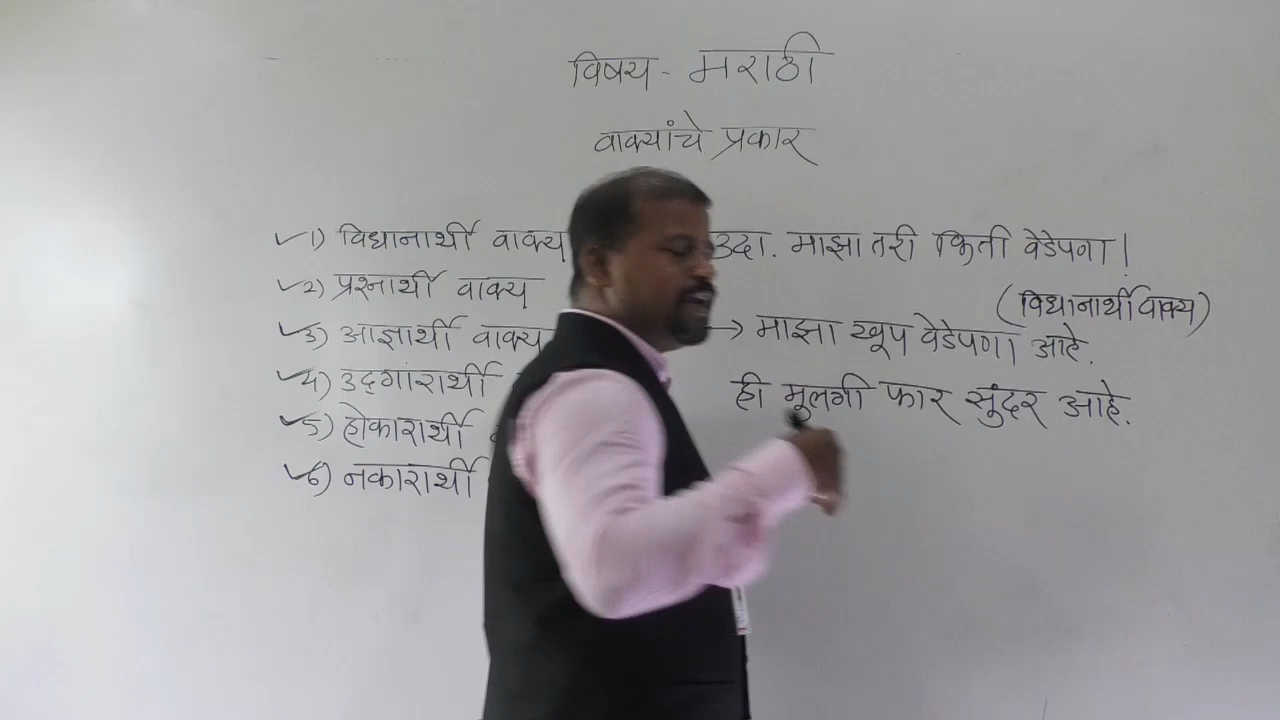 विषय - मराठी
वाक्यांचे प्रकार
१) विधानार्थी वाक्य
२) प्रश्नार्थी वाक्य
३) आज्ञार्थी वाक्य
४) उद्गारार्थी
५) होकारार्थी
६) नकारार्थी
उदा. माझा तरी किती वेडेपणा!
(विधानार्थी वाक्य)
→ माझा खूप वेडेपणा आहे.
ही मुलगी फार सुंदर आहे.